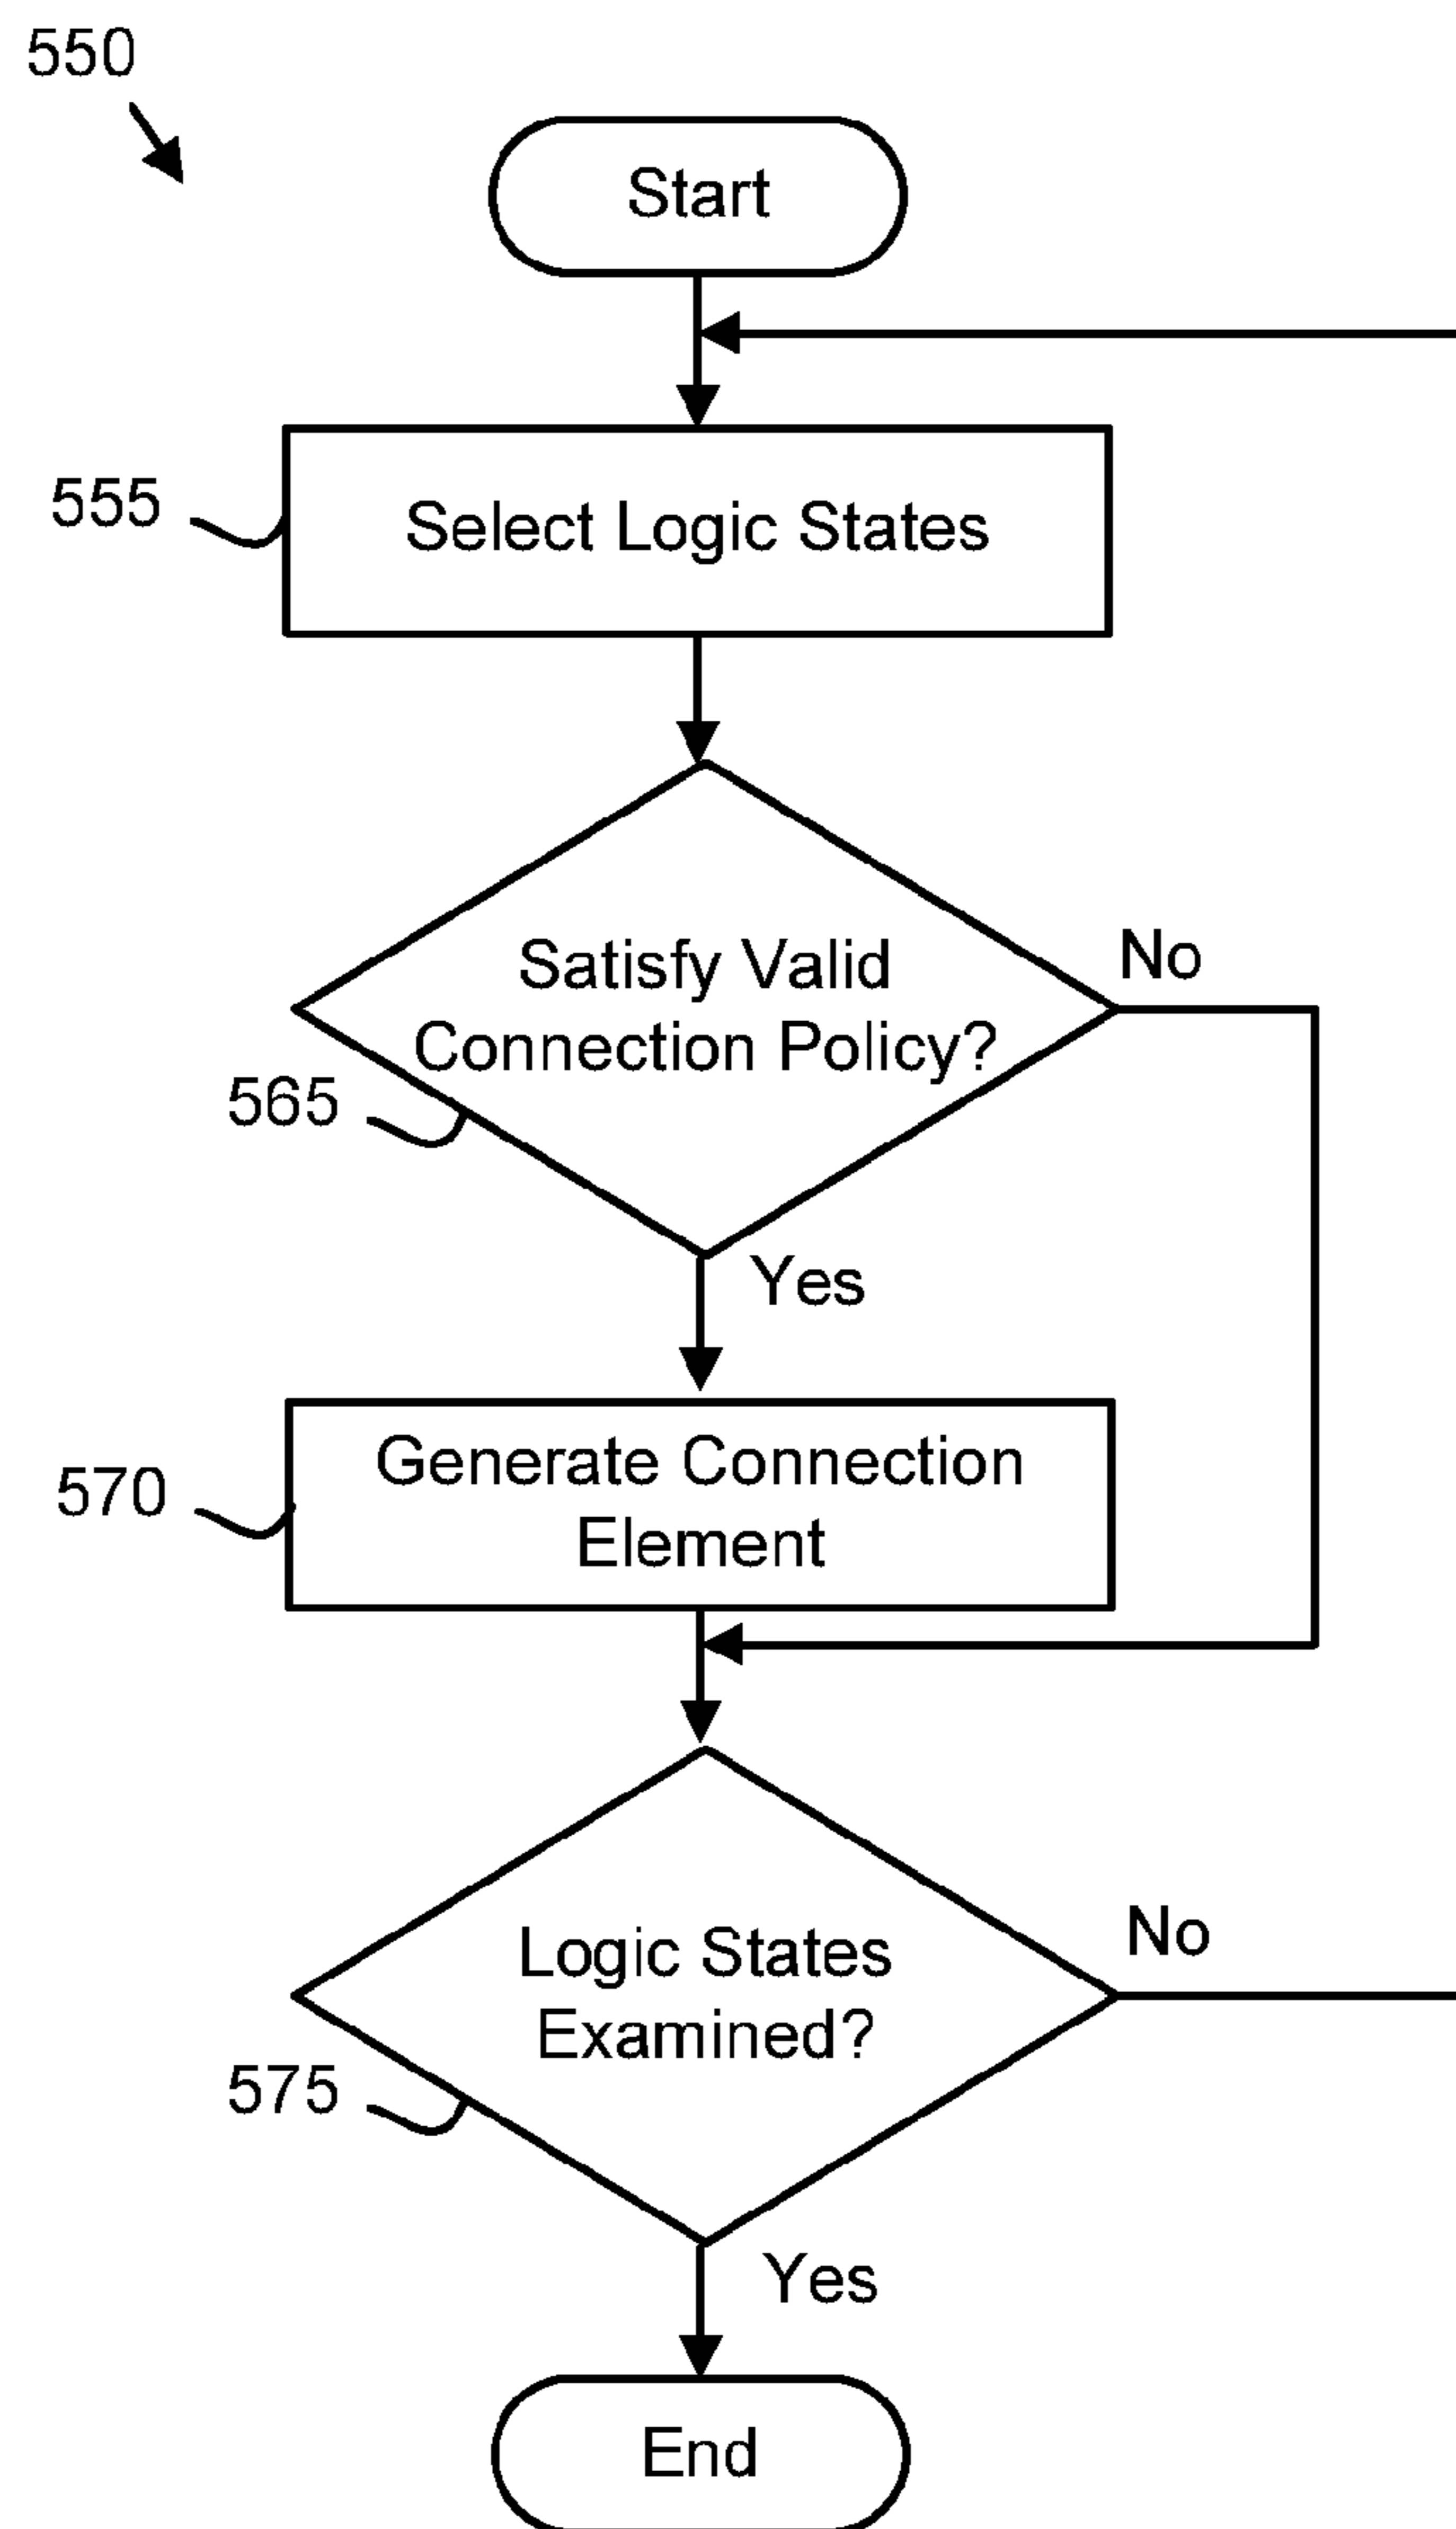 550
Start
555
Select Logic States
Satisfy Valid
Connection Policy?
No
565
Yes
Generate Connection
Element
570
Logic States
Examined?
No
575
Yes
End